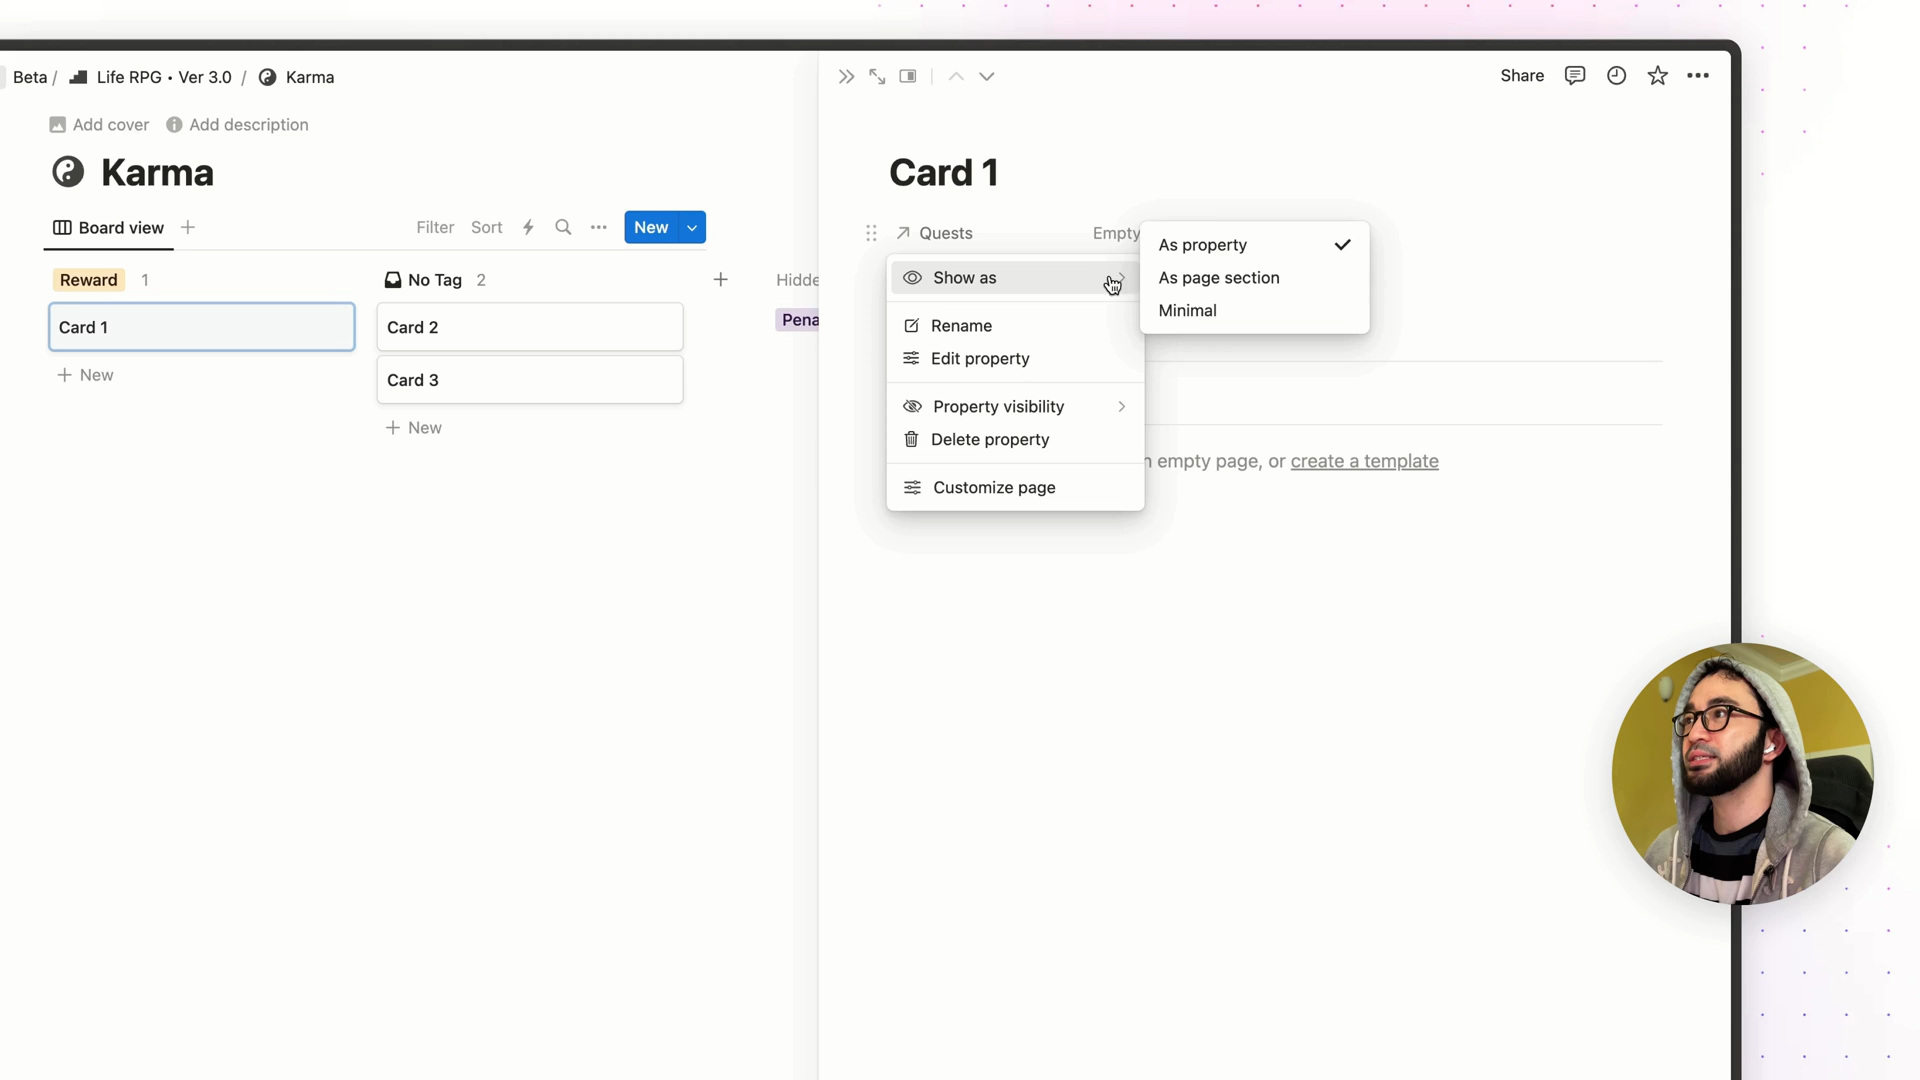 Beta / Life RPG • Ver 3.0 / Karma
Share
Add cover Add description
Karma
Card 1
Board view
Filter Sort New
Quests Empty
Reward 1
No Tag 2
Card 1
Card 2
Card 3
New
New
Show as
Rename
Edit property
Property visibility
Delete property
Customize page
As property
As page section
Minimal
empty page, or create a template